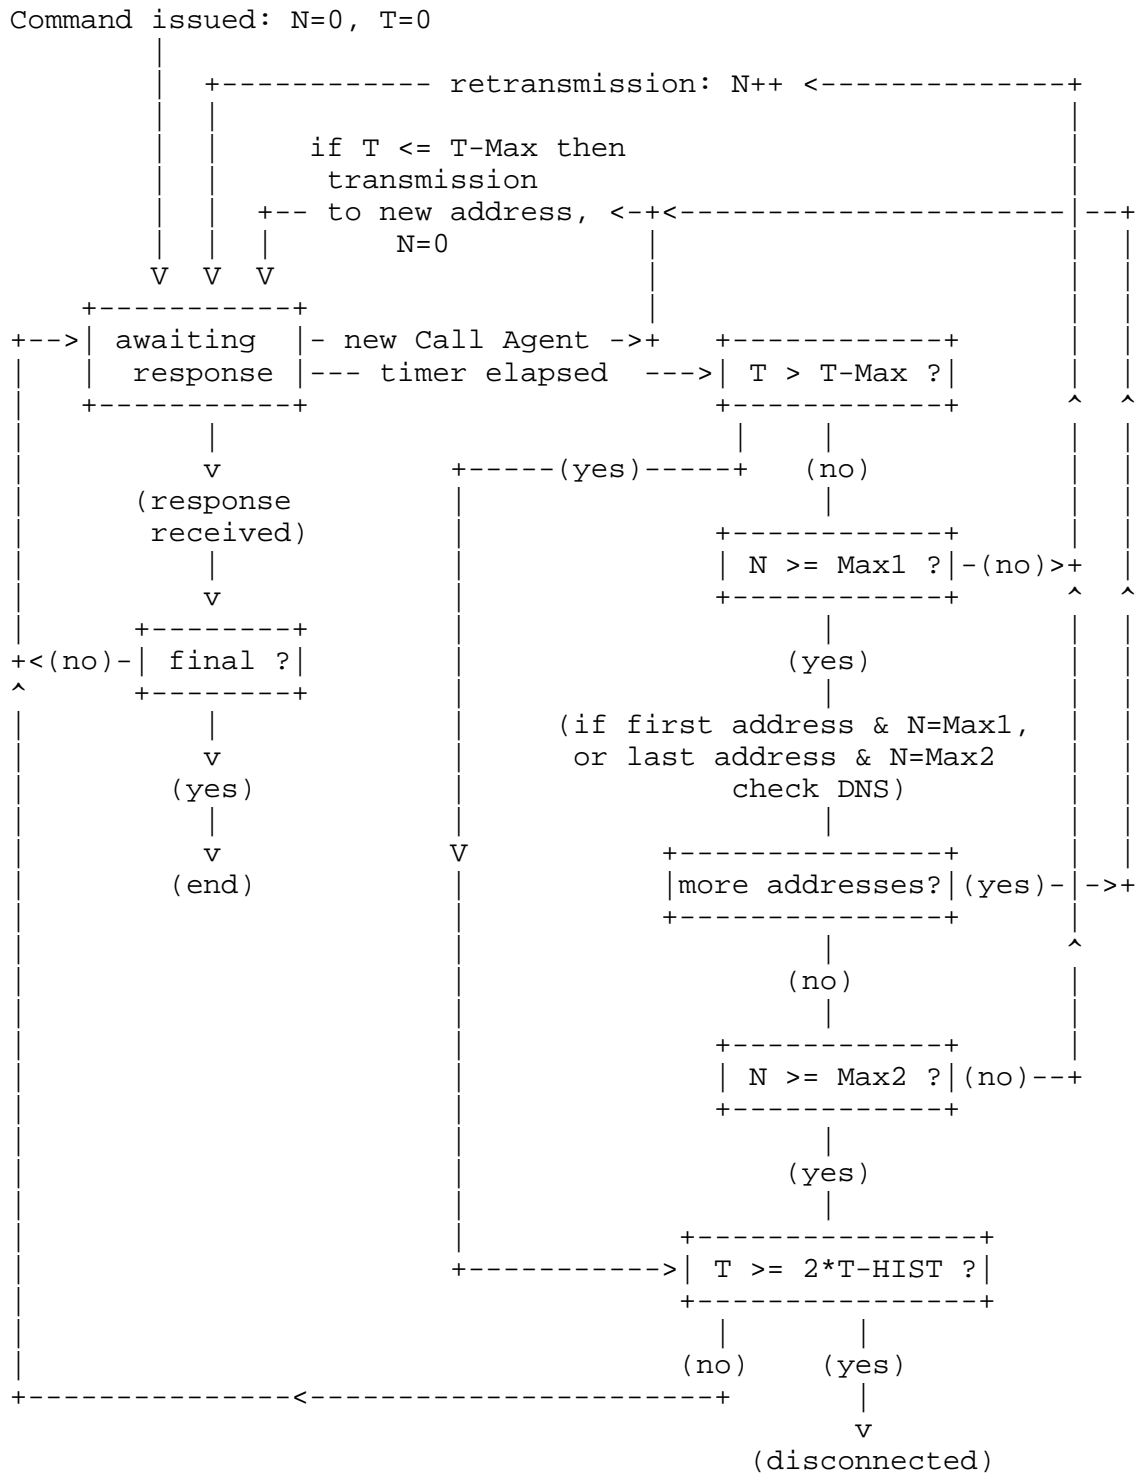 Command issued: N=0, T=0
retransmission: N++
if T <= T-Max then
transmission
to new address,
N=0
awaiting
response
new Call Agent
timer elapsed
T > T-Max ?
(yes)
(no)
(response
received)
N >= Max1 ?
(no)
final ?
(no)
(yes)
(if first address & N=Max1,
or last address & N=Max2
check DNS)
(yes)
(end)
more addresses?
(yes)
(no)
N >= Max2 ?
(no)
(yes)
T >= 2*T-HIST ?
(no)
(yes)
(disconnected)